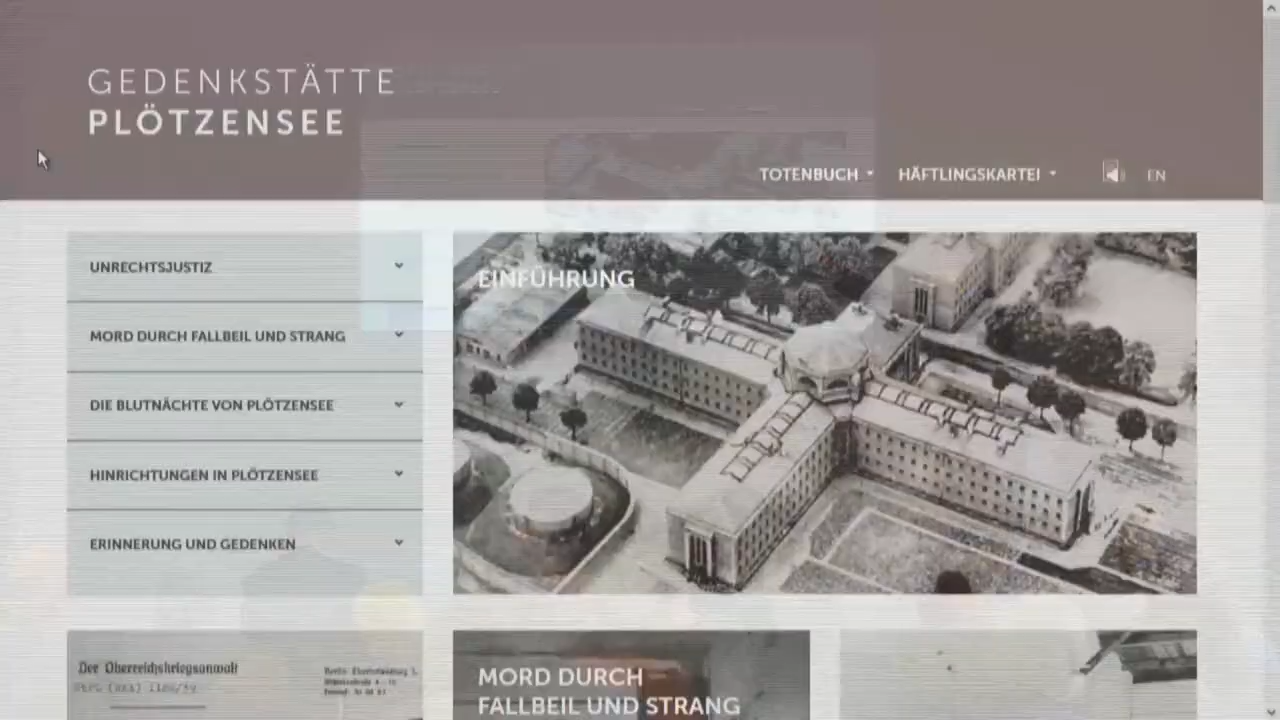 GEDENKSTÄTTE
PLÖTZENSEE
TOTENBUCH
HÄFTLINGSKARTEI
EN
UNRECHTSJUSTIZ
MORD DURCH FALLBEIL UND STRANG
DIE BLUTNÄCHTE VON PLÖTZENSEE
HINRICHTUNGEN IN PLÖTZENSEE
ERINNERUNG UND GEDENKEN
EINFÜHRUNG
Der Oberreichskriegsanwalt
MORD DURCH
FALLBEIL UND STRANG